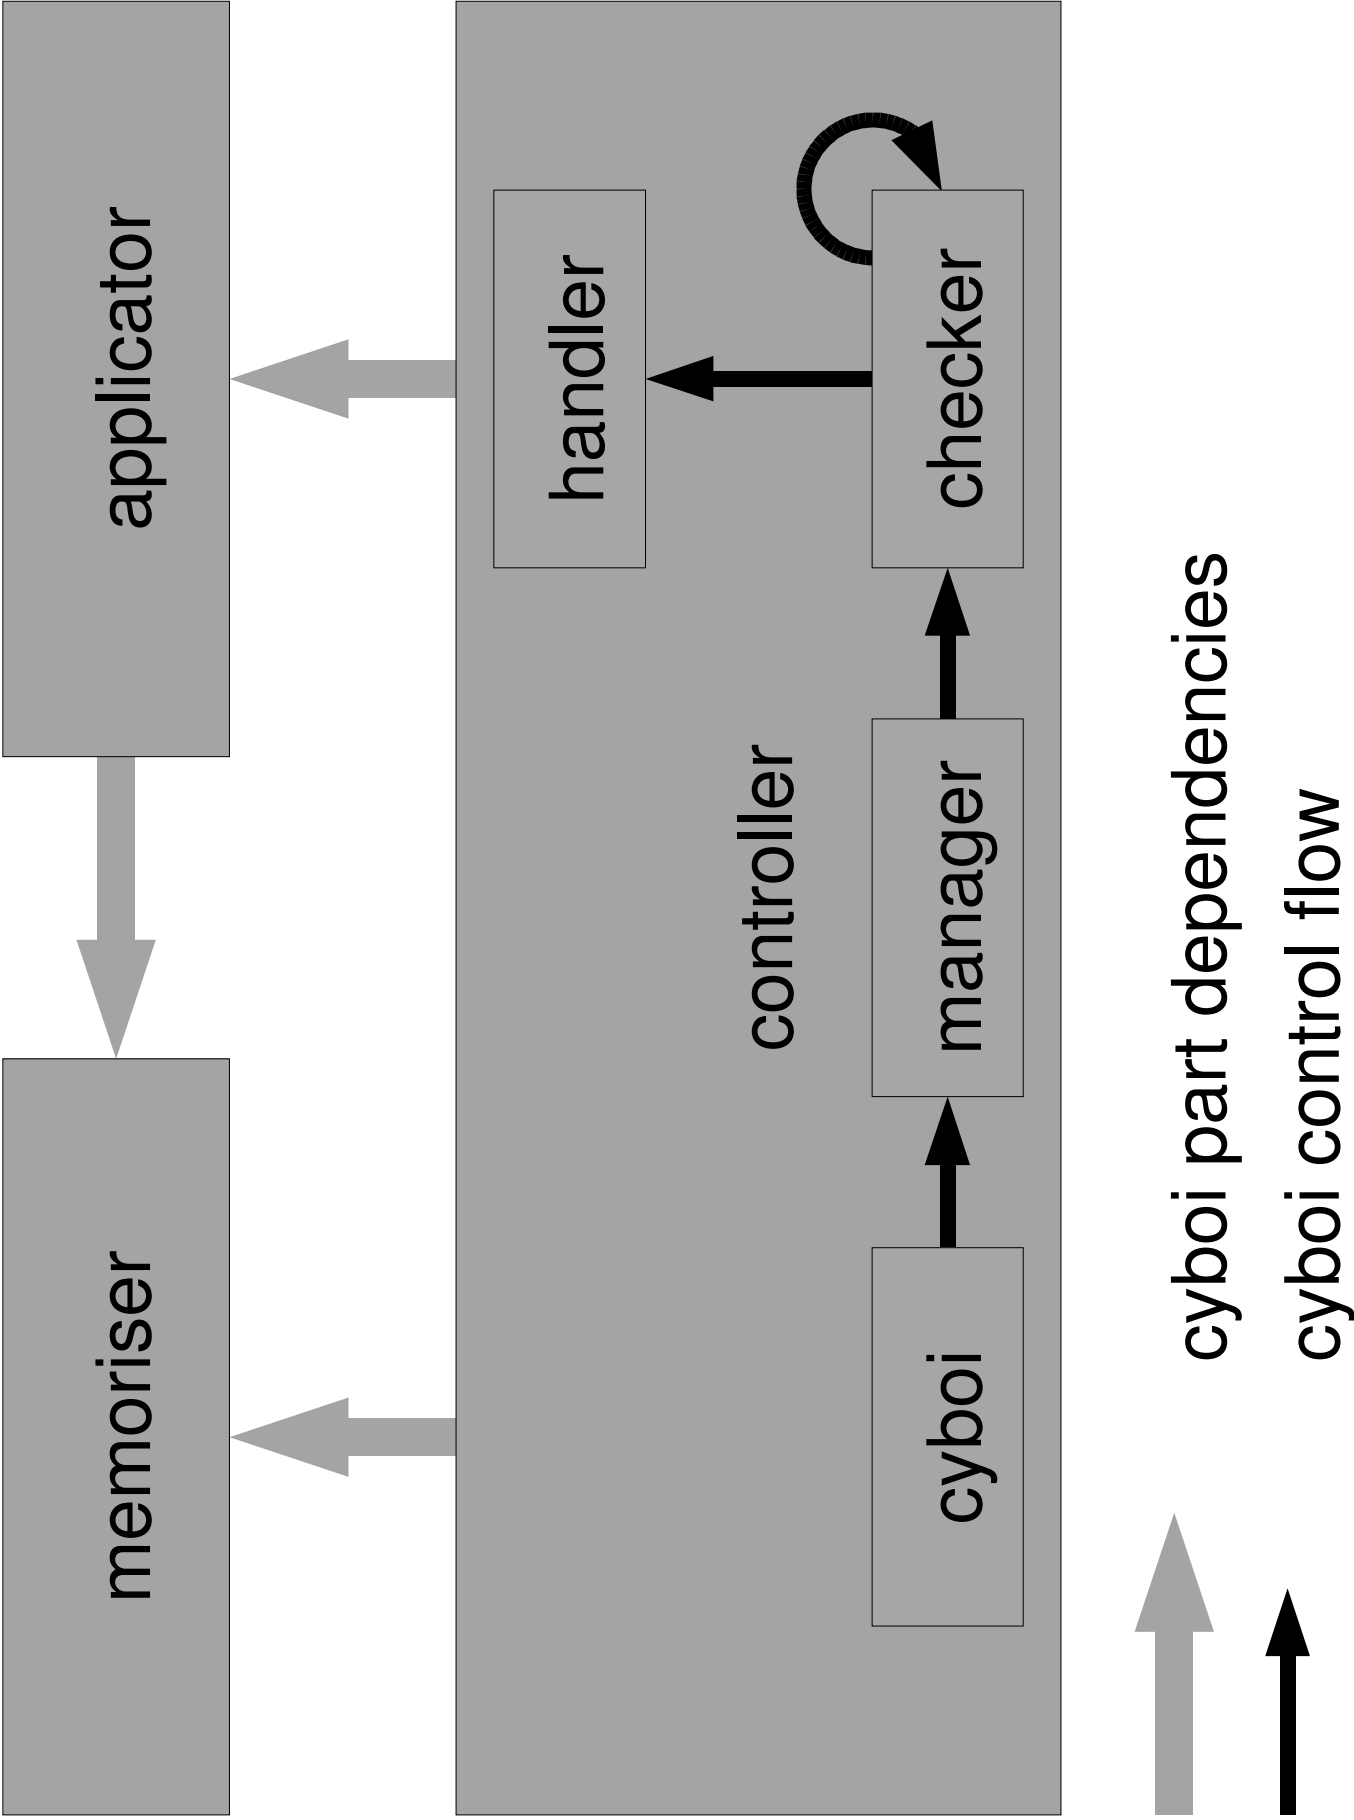 memoriser
applicator
controller
handler
cyboi
manager
checker
cyboi part dependencies
cyboi control flow